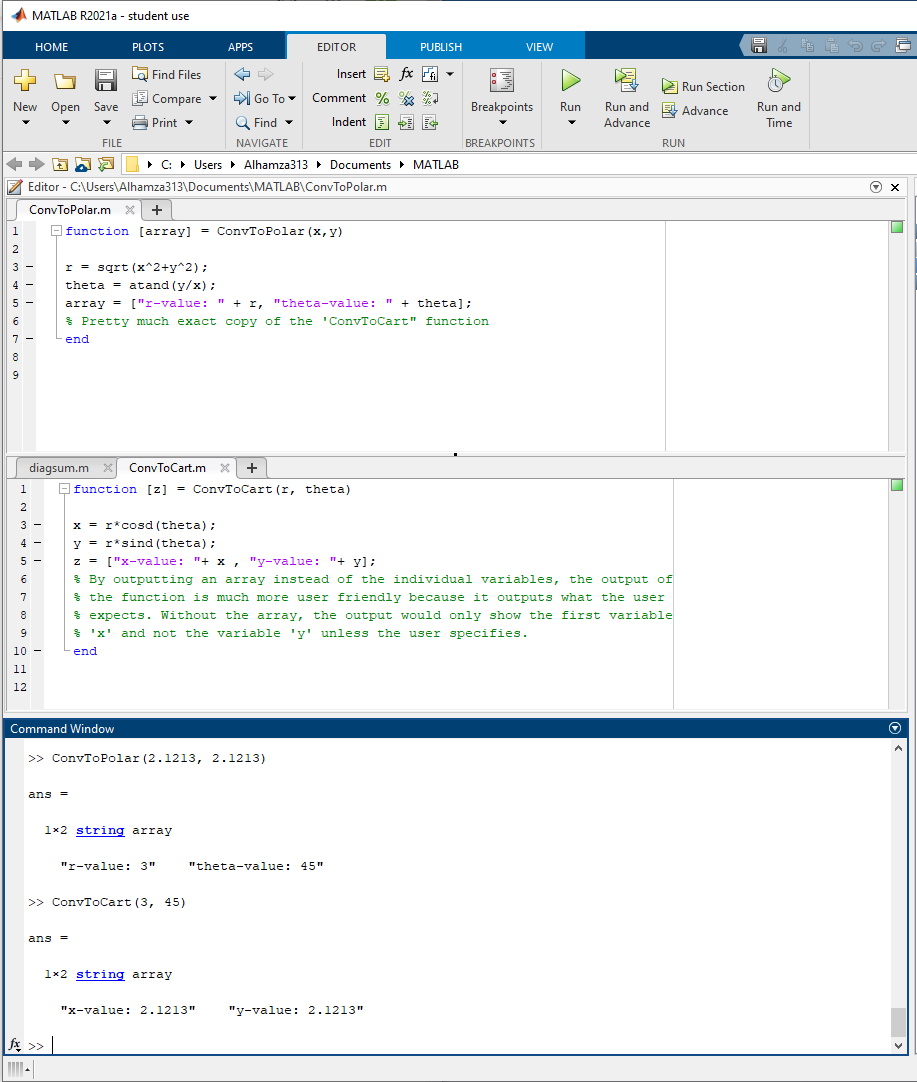 MATLAB R2021a - student use
HOME PLOTS APPS EDITOR PUBLISH VIEW
New Open Save Find Files Compare Print
FILE
Go To Find
NAVIGATE
Insert fx
Comment %
Indent
EDIT
Breakpoints
BREAKPOINTS
Run Run and Advance Run Section Advance Run and Time
RUN
C: Users Alhamza313 Documents MATLAB
Editor - C:\Users\Alhamza313\Documents\MATLAB\ConvToPolar.m
ConvToPolar.m
1 function [array] = ConvToPolar(x,y)
2
3 r = sqrt(x^2+y^2);
4 theta = atand(y/x);
5 array = ["r-value: " + r, "theta-value: " + theta];
6 % Pretty much exact copy of the 'ConvToCart" function
7 end
8
9
diagsum.m ConvToCart.m
1 function [z] = ConvToCart(r, theta)
2
3 x = r*cosd(theta);
4 y = r*sind(theta);
5 z = ["x-value: "+ x , "y-value: "+ y];
6 % By outputting an array instead of the individual variables, the output of
7 % the function is much more user friendly because it outputs what the user
8 % expects. Without the array, the output would only show the first variable
9 % 'x' and not the variable 'y' unless the user specifies.
10 end
11
12
Command Window
>> ConvToPolar(2.1213, 2.1213)
ans =
1×2 string array
"r-value: 3" "theta-value: 45"
>> ConvToCart(3, 45)
ans =
1×2 string array
"x-value: 2.1213" "y-value: 2.1213"
fx >>